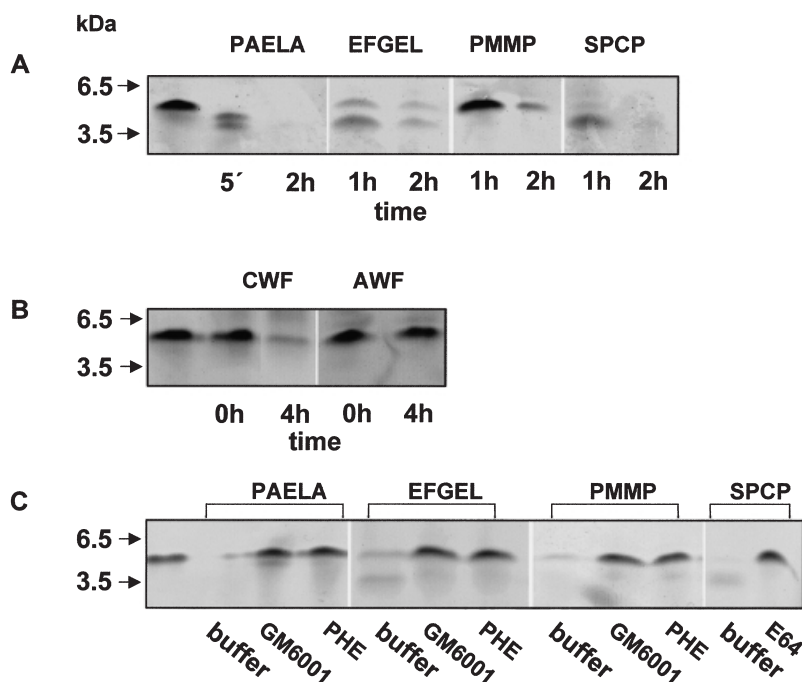 kDa
PAELA EFGEL PMMP SPCP
A
6.5
3.5
5´ 2h 1h 2h 1h 2h 1h 2h
time
CWF AWF
B
6.5
3.5
0h 4h 0h 4h
time
C
PAELA EFGEL PMMP SPCP
6.5
3.5
buffer GM6001 PHE buffer GM6001 PHE buffer GM6001 PHE buffer E64